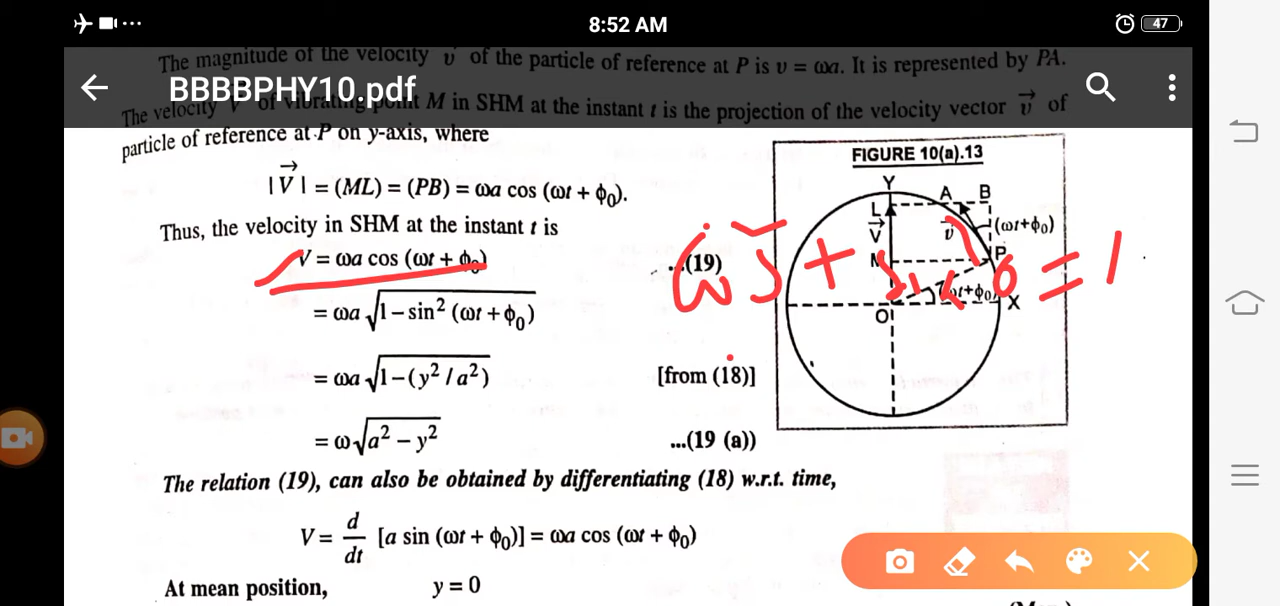 8:52 AM
47
The magnitude of the velocity v⃗ of the particle of reference at P is v = ωa. It is represented by PA.
BBBBPHY10.pdf
The velocity V⃗ of vibrating point M in SHM at the instant t is the projection of the velocity vector v⃗ of
particle of reference at P on y-axis, where
FIGURE 10(a).13
| V⃗ | = (ML) = (PB) = ωa cos (ωt + ϕ₀).
Thus, the velocity in SHM at the instant t is
V = ωa cos (ωt + ϕ₀) ...(19)
= ωa √1 – sin² (ωt + ϕ₀)
= ωa √1 – (y² / a²) [from (18)]
= ω √a² – y² ...(19 (a))
Y
L A B
V⃗ v⃗ (ωt+ϕ₀)
M P
ωt+ϕ₀ X
O
= 1
The relation (19), can also be obtained by differentiating (18) w.r.t. time,
V = d/dt [a sin (ωt + ϕ₀)] = ωa cos (ωt + ϕ₀)
At mean position, y = 0